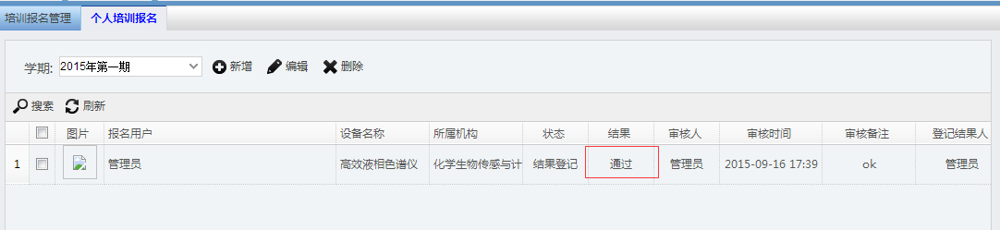 培训报名管理 个人培训报名
学期: 2015年第一期 新增 编辑 删除
搜索 刷新
图片 报名用户 设备名称 所属机构 状态 结果 审核人 审核时间 审核备注 登记结果人
1 管理员 高效液相色谱仪 化学生物传感与计 结果登记 通过 管理员 2015-09-16 17:39 ok 管理员